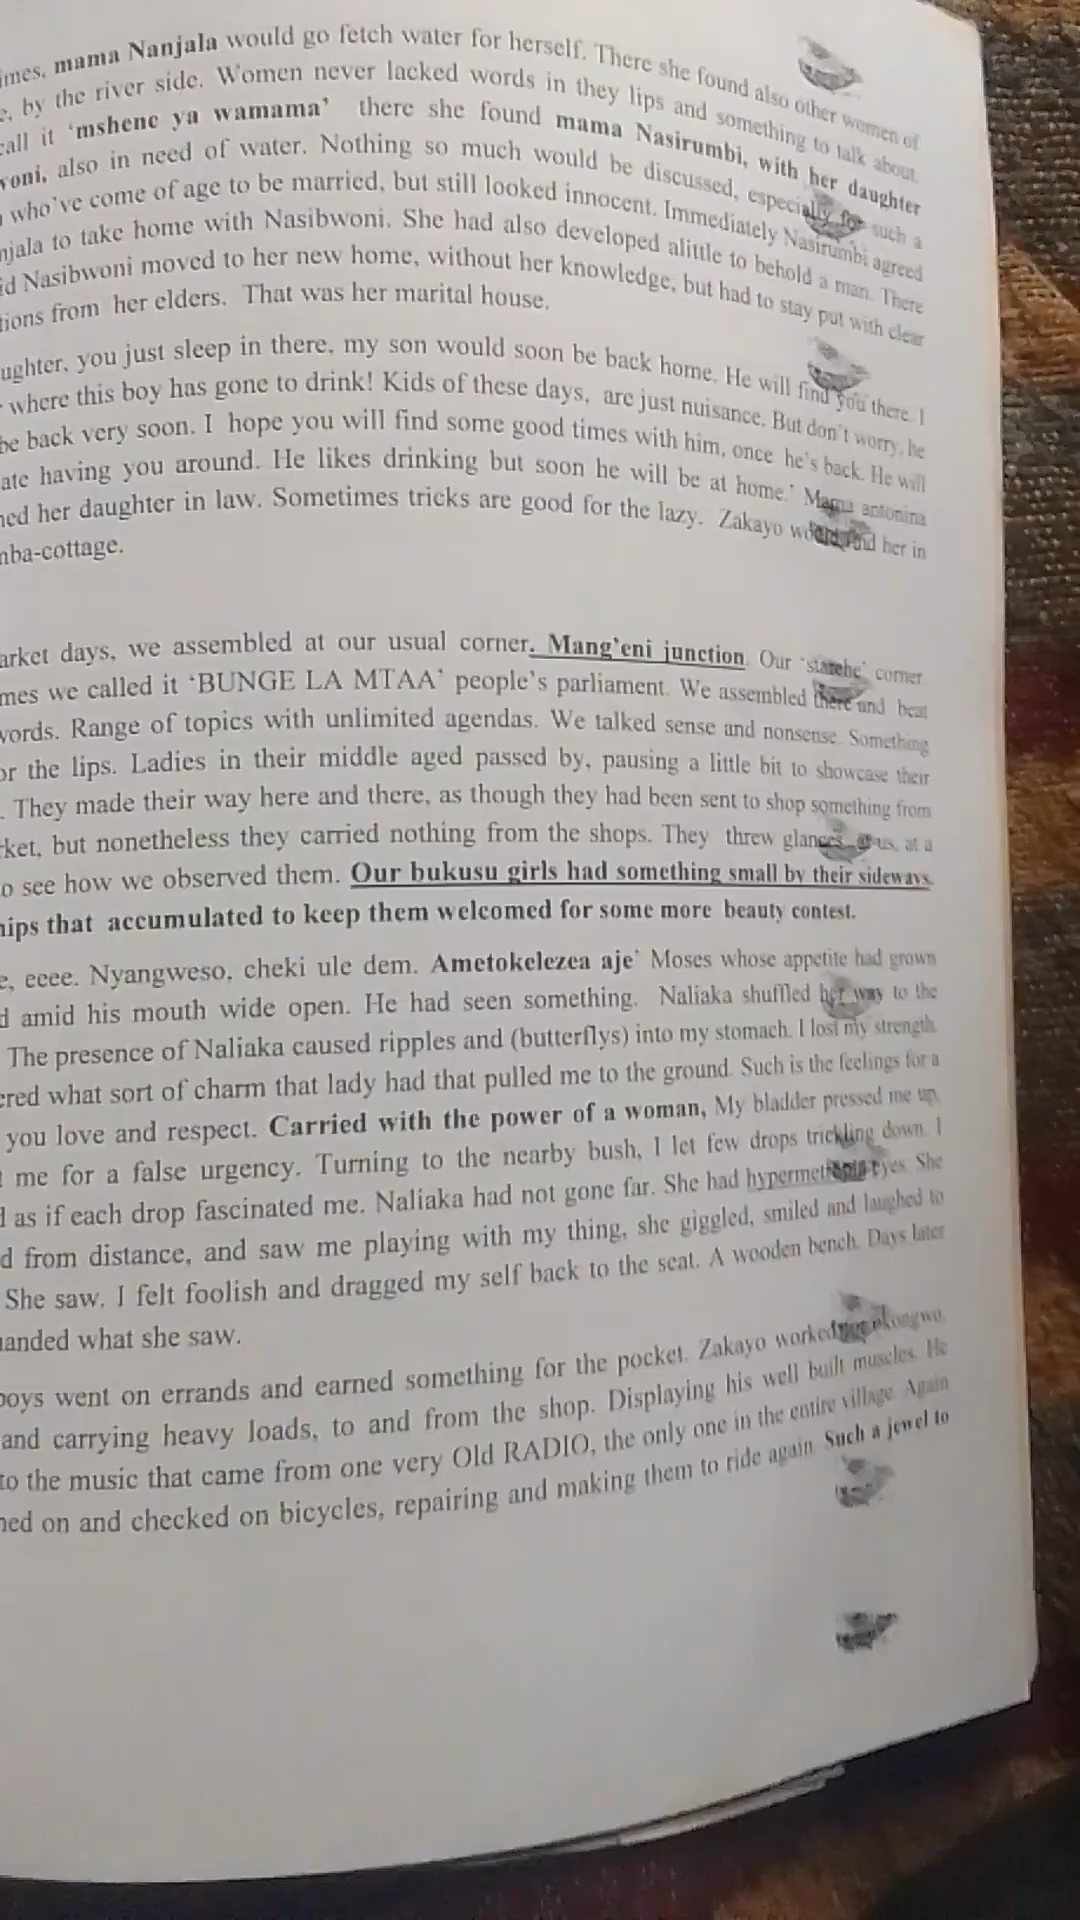 mama Nanjala would go fetch water for herself. There she found also other women of
by the river side. Women never lacked words in they lips and something to talk about.
call it 'mshene ya wamama' there she found mama Nasirumbi, with her daughter
also in need of water. Nothing so much would be discussed, especially for such a
who've come of age to be married, but still looked innocent. Immediately Nasirumbi agreed
to take home with Nasibwoni. She had also developed alittle to behold a man. There
Nasibwoni moved to her new home, without her knowledge, but had to stay put with clear
from her elders. That was her marital house.
you just sleep in there, my son would soon be back home. He will find you there. I
where this boy has gone to drink! Kids of these days, are just nuisance. But don't worry, he
be back very soon. I hope you will find some good times with him, once he's back. He will
having you around. He likes drinking but soon he will be at home.' Mama antonina
her daughter in law. Sometimes tricks are good for the lazy. Zakayo would find her in
mba-cottage.
market days, we assembled at our usual corner. Mang'eni junction. Our 'starehe' corner.
we called it 'BUNGE LA MTAA' people's parliament. We assembled there and beat
words. Range of topics with unlimited agendas. We talked sense and nonsense. Something
or the lips. Ladies in their middle aged passed by, pausing a little bit to showcase their
. They made their way here and there, as though they had been sent to shop something from
but nonetheless they carried nothing from the shops. They threw glances at us, at a
to see how we observed them. Our bukusu girls had something small by their sideways.
that accumulated to keep them welcomed for some more beauty contest.
eeee. Nyangweso, cheki ule dem. Ametokelezea aje' Moses whose appetite had grown
amid his mouth wide open. He had seen something. Naliaka shuffled her way to the
The presence of Naliaka caused ripples and (butterflys) into my stomach. I lost my strength.
what sort of charm that lady had that pulled me to the ground. Such is the feelings for a
you love and respect. Carried with the power of a woman, My bladder pressed me up,
me for a false urgency. Turning to the nearby bush, I let few drops trickling down. I
as if each drop fascinated me. Naliaka had not gone far. She had hypermetropia eyes. She
from distance, and saw me playing with my thing, she giggled, smiled and laughed to
She saw. I felt foolish and dragged my self back to the seat. A wooden bench. Days later
what she saw.
boys went on errands and earned something for the pocket. Zakayo worked
and carrying heavy loads, to and from the shop. Displaying his well built muscles. He
to the music that came from one very Old RADIO, the only one in the entire village. Again
on and checked on bicycles, repairing and making them to ride again. Such a jewel to